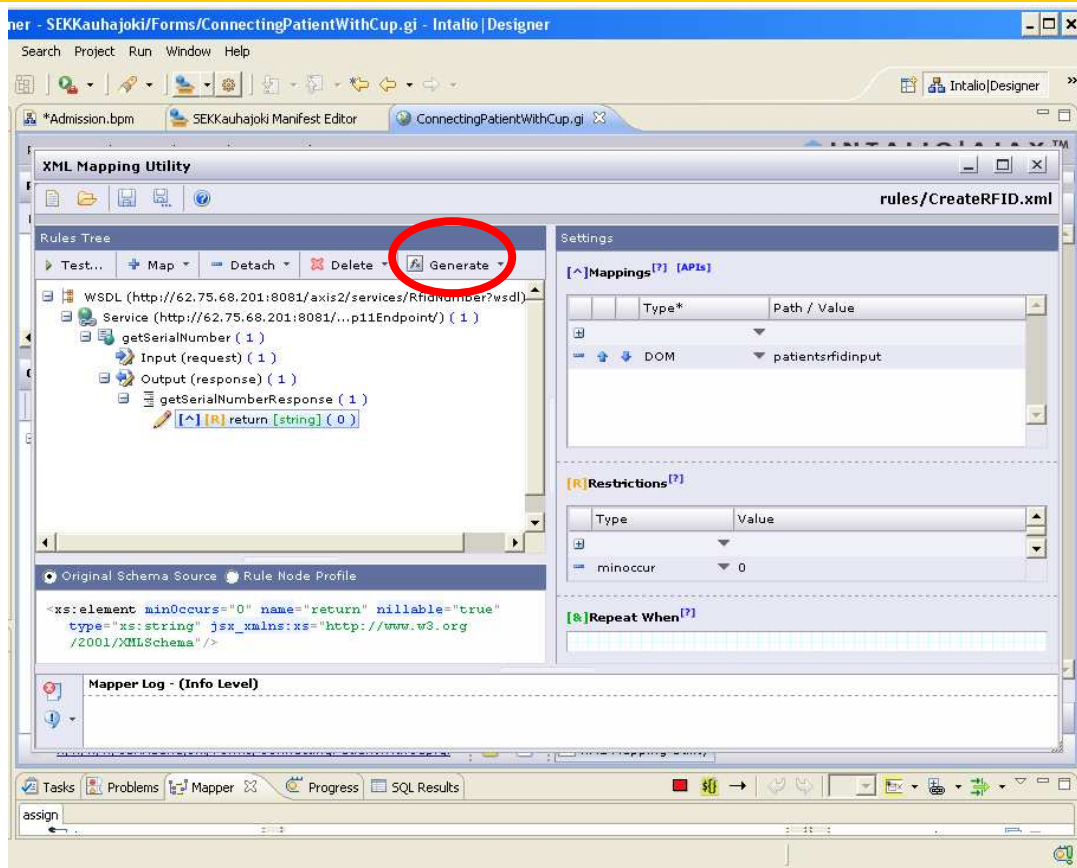 ner - SEKKauhajoki/Forms/ConnectingPatientWithCup.gi - Intalio|Designer
Search Project Run Window Help
Intalio|Designer »
*Admission.bpm SEKKauhajoki Manifest Editor ConnectingPatientWithCup.gi
XML Mapping Utility
rules/CreateRFID.xml
Rules Tree
Test... Map Detach Delete Generate
WSDL (http://62.75.68.201:8081/axis2/services/RfidNumber?wsdl)
Service (http://62.75.68.201:8081/...p11Endpoint/) ( 1 )
getSerialNumber ( 1 )
Input (request) ( 1 )
Output (response) ( 1 )
getSerialNumberResponse ( 1 )
[^] [R] return [string] ( 0 )
Original Schema Source Rule Node Profile
<xs:element minOccurs="0" name="return" nillable="true"
type="xs:string" jsx_xmlns:xs="http://www.w3.org
/2001/XMLSchema"/>
Settings
[^]Mappings[?] [APIs]
Type* Path / Value
DOM patientsrfidinput
[R]Restrictions[?]
Type Value
minoccur 0
[&]Repeat When[?]
Mapper Log - (Info Level)
Tasks Problems Mapper Progress SQL Results
assign